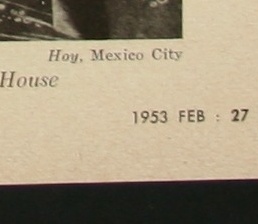 Hoy, Mexico City
House
1953 FEB : 27